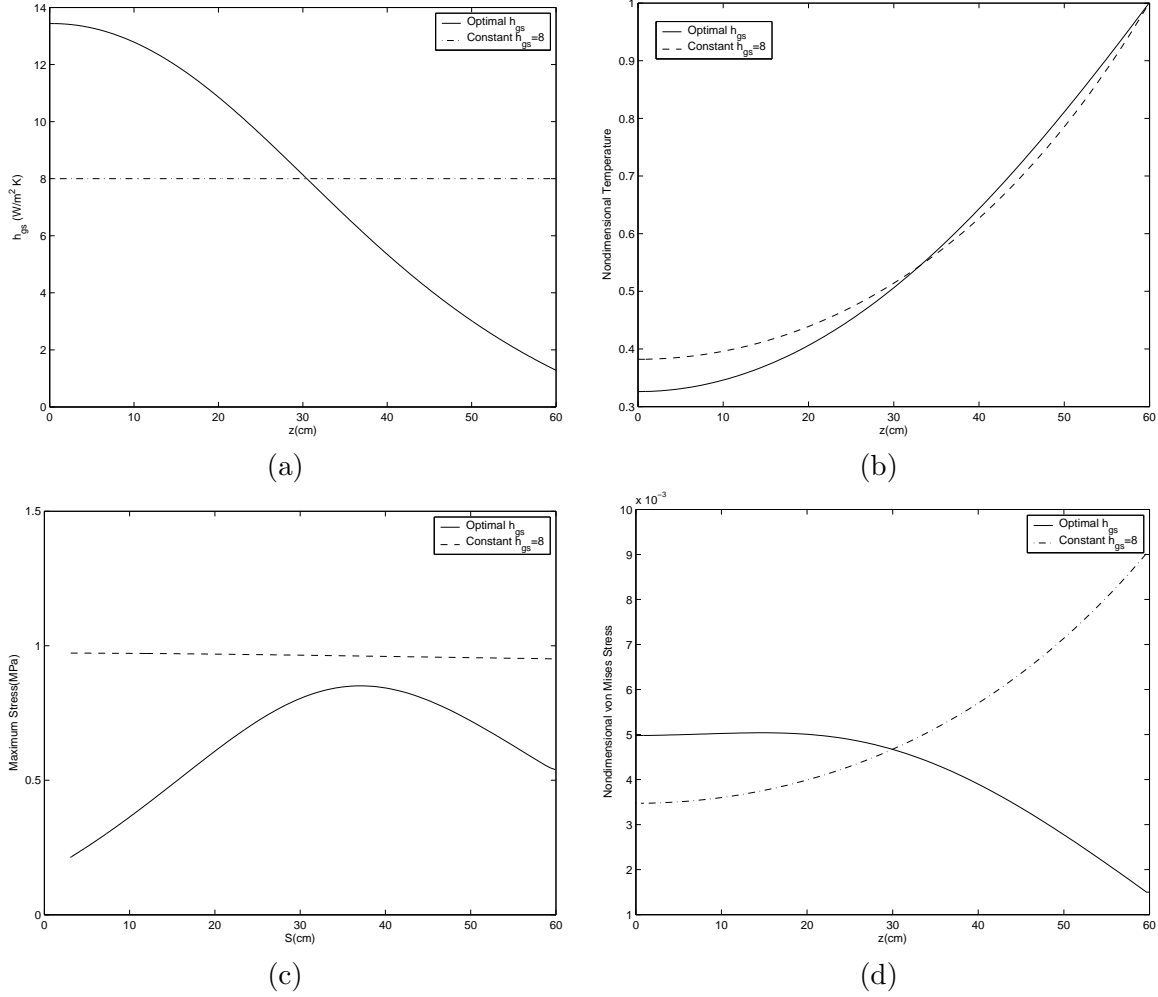 14
12
10
8
6
4
2
0
h_gs (W/m² K)
0 10 20 30 40 50 60
z(cm)
Optimal h_gs
Constant h_gs=8
(a)
1
0.9
0.8
0.7
0.6
0.5
0.4
0.3
Nondimensional Temperature
0 10 20 30 40 50 60
z(cm)
Optimal h_gs
Constant h_gs=8
(b)
1.5
1
0.5
0
Maximum Stress(MPa)
0 10 20 30 40 50 60
S(cm)
Optimal h_gs
Constant h_gs=8
(c)
x 10⁻³
10
9
8
7
6
5
4
3
2
1
Nondimensional von Mises Stress
0 10 20 30 40 50 60
z(cm)
Optimal h_gs
Constant h_gs=8
(d)